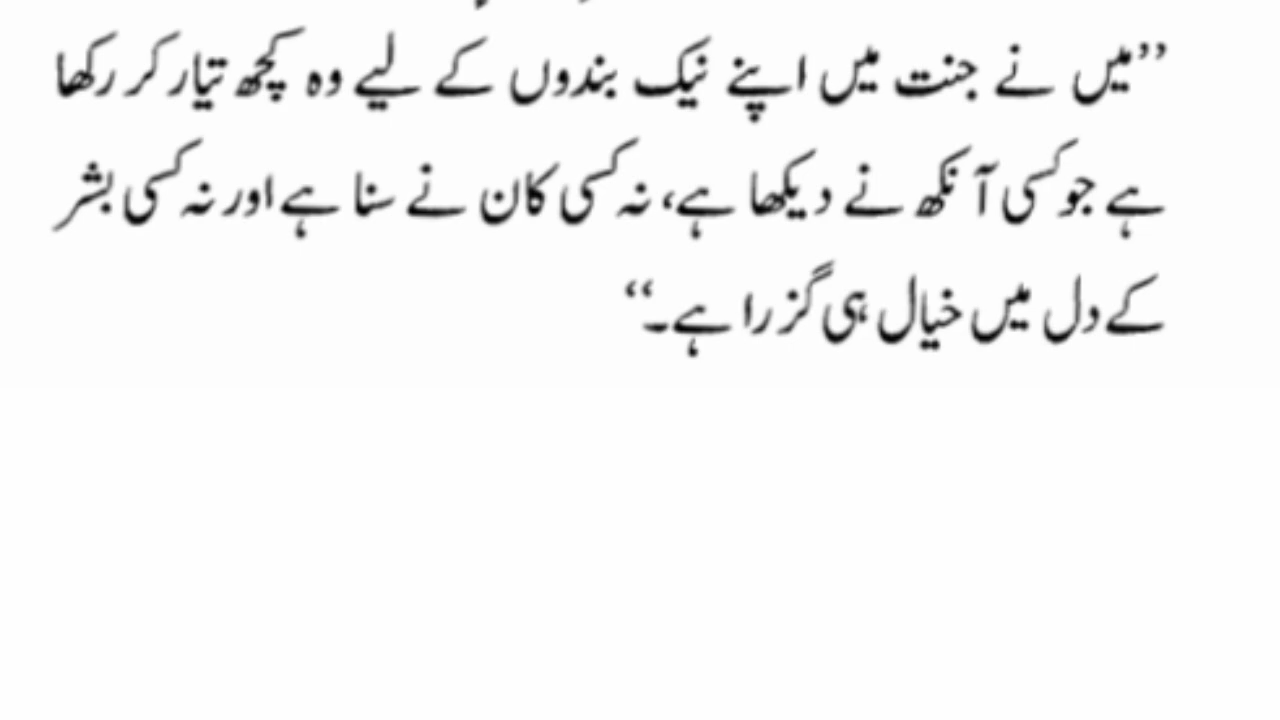 ’’میں نے جنت میں اپنے نیک بندوں کے لیے وہ کچھ تیار کر رکھا
ہے جو کسی آنکھ نے دیکھا ہے، نہ کسی کان نے سنا ہے اور نہ کسی بشر
کے دل میں خیال ہی گزرا ہے۔‘‘